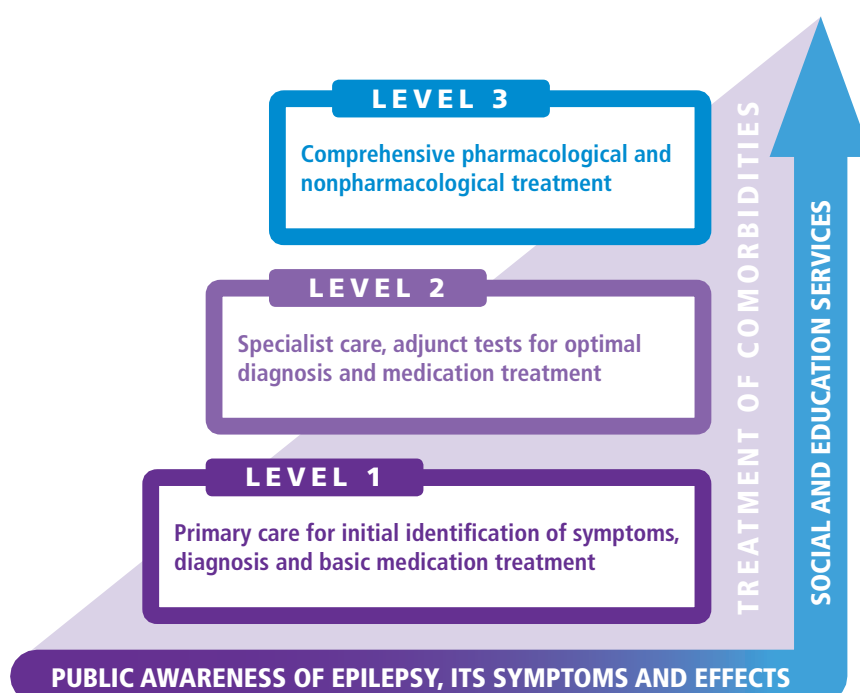 LEVEL 3
Comprehensive pharmacological and
nonpharmacological treatment
LEVEL 2
Specialist care, adjunct tests for optimal
diagnosis and medication treatment
LEVEL 1
Primary care for initial identification of symptoms,
diagnosis and basic medication treatment
TREATMENT OF COMORBIDITIES
SOCIAL AND EDUCATION SERVICES
PUBLIC AWARENESS OF EPILEPSY, ITS SYMPTOMS AND EFFECTS